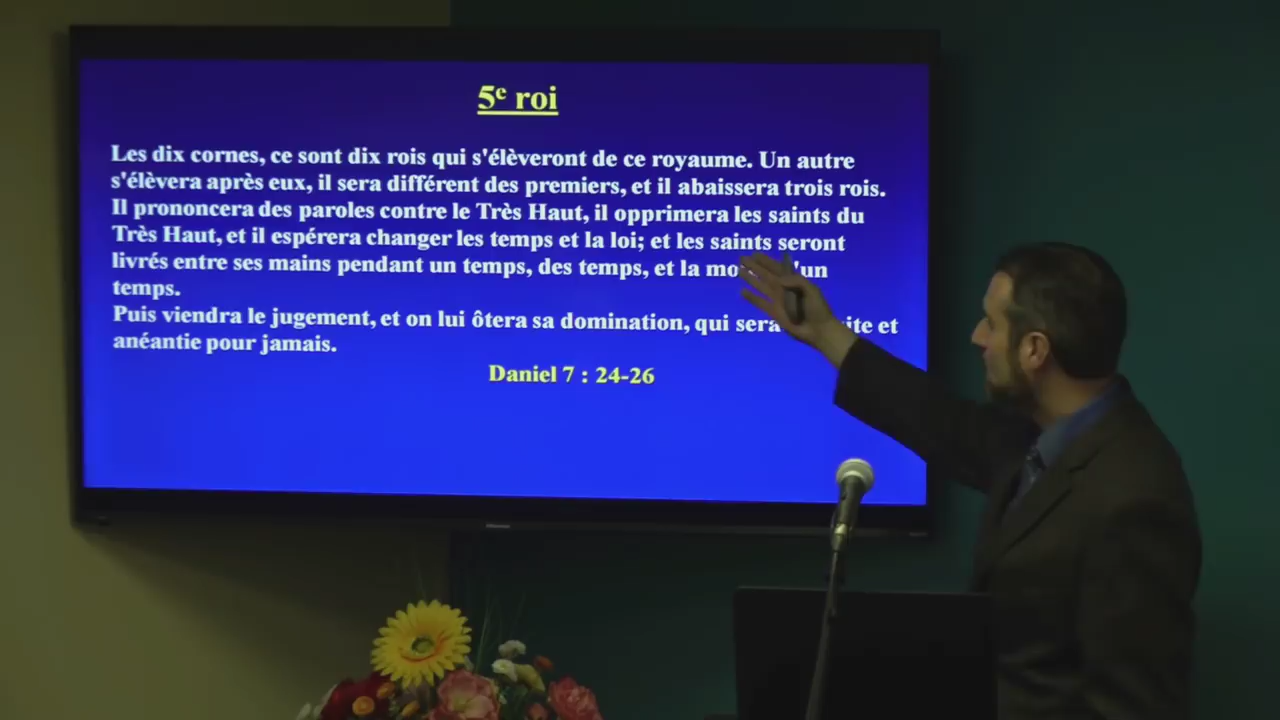 5e roi
Les dix cornes, ce sont dix rois qui s'élèveront de ce royaume. Un autre
s'élèvera après eux, il sera différent des premiers, et il abaissera trois rois.
Il prononcera des paroles contre le Très Haut, il opprimera les saints du
Très Haut, et il espérera changer les temps et la loi; et les saints seront
livrés entre ses mains pendant un temps, des temps, et la d'un
temps.
Puis viendra le jugement, et on lui ôtera sa domination, qui sera et
anéantie pour jamais.
Daniel 7 : 24-26